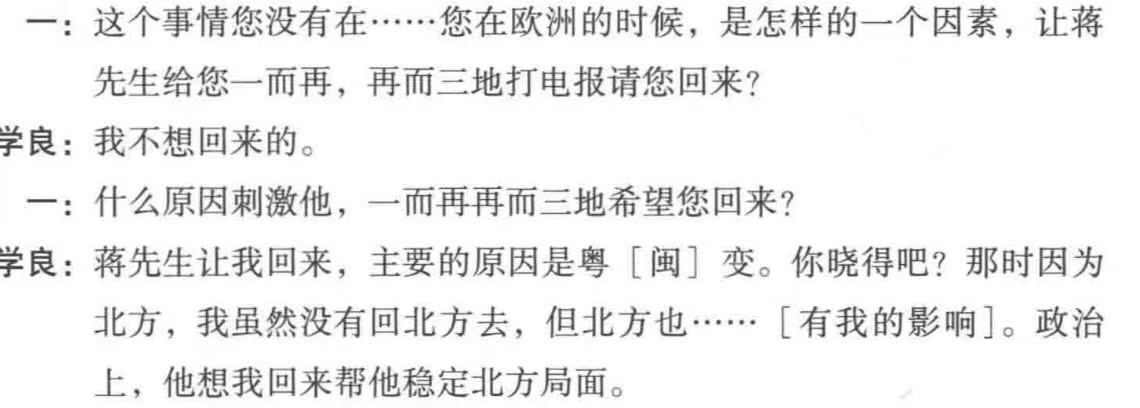 一：这个事情您没有在……您在欧洲的时候，是怎样的一个因素，让蒋
先生给您一而再，再而三地打电报请您回来？
学良：我不想回来的。
一：什么原因刺激他，一而再再而三地希望您回来？
学良：蒋先生让我回来，主要的原因是粤［闽］变。你晓得吧？那时因为
北方，我虽然没有回北方去，但北方也……［有我的影响］。政治
上，他想我回来帮他稳定北方局面。